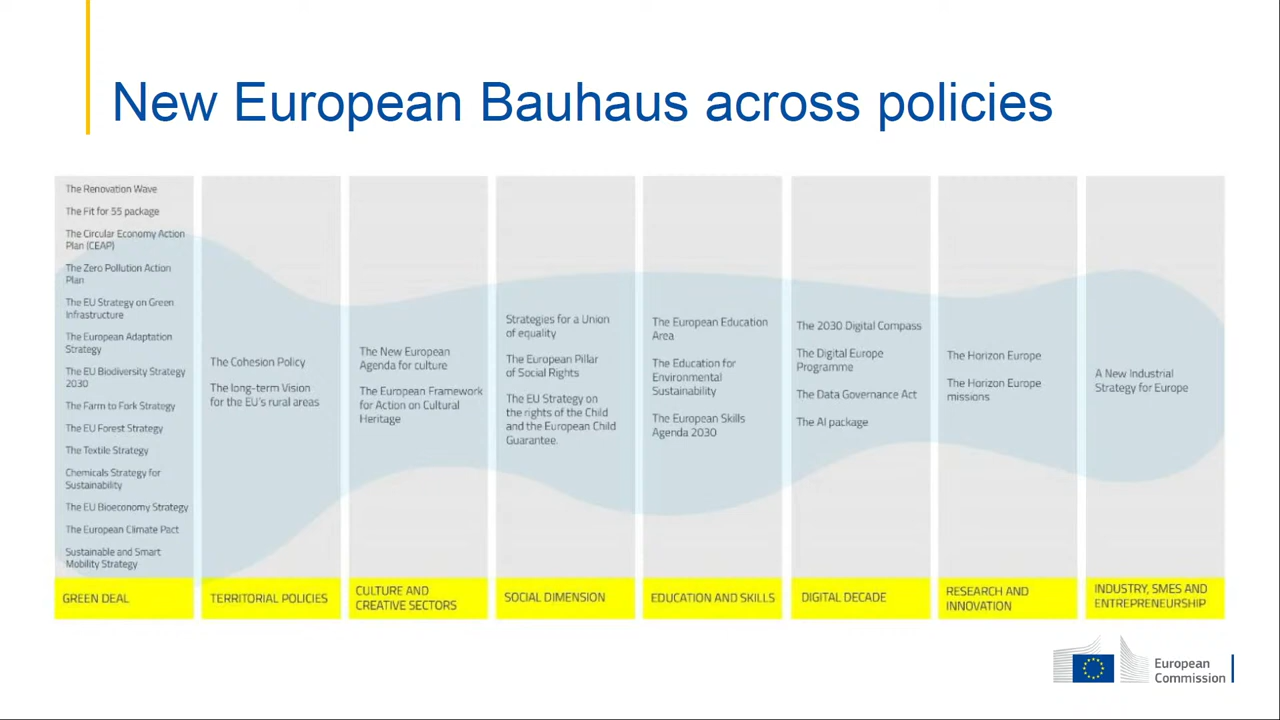 New European Bauhaus across policies
The Renovation Wave
The Fit for 55 package
The Circular Economy Action
Plan (CEAP)
The Zero Pollution Action
Plan
The EU Strategy on Green
Infrastructure
The European Adaptation
Strategy
The EU Biodiversity Strategy
2030
The Farm to Fork Strategy
The EU Forest Strategy
The Textile Strategy
Chemicals Strategy for
Sustainability
The EU Bioeconomy Strategy
The European Climate Pact
Sustainable and Smart
Mobility Strategy
GREEN DEAL
The Cohesion Policy
The long-term Vision
for the EU's rural areas
TERRITORIAL POLICIES
The New European
Agenda for culture
The European Framework
for Action on Cultural
Heritage
CULTURE AND
CREATIVE SECTORS
Strategies for a Union
of equality
The European Pillar
of Social Rights
The EU Strategy on
the rights of the Child
and the European Child
Guarantee.
SOCIAL DIMENSION
The European Education
Area
The Education for
Environmental
Sustainability
The European Skills
Agenda 2030
EDUCATION AND SKILLS
The 2030 Digital Compass
The Digital Europe
Programme
The Data Governance Act
The AI package
DIGITAL DECADE
The Horizon Europe
The Horizon Europe
missions
RESEARCH AND
INNOVATION
A New Industrial
Strategy for Europe
INDUSTRY, SMES AND
ENTREPRENEURSHIP
European
Commission